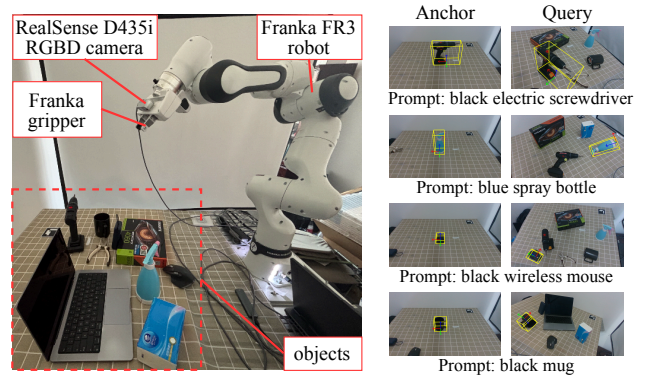 RealSense D435i
RGBD camera
Franka FR3
robot
Franka
gripper
objects
Anchor
Query
Prompt: black electric screwdriver
Prompt: blue spray bottle
Prompt: black wireless mouse
Prompt: black mug